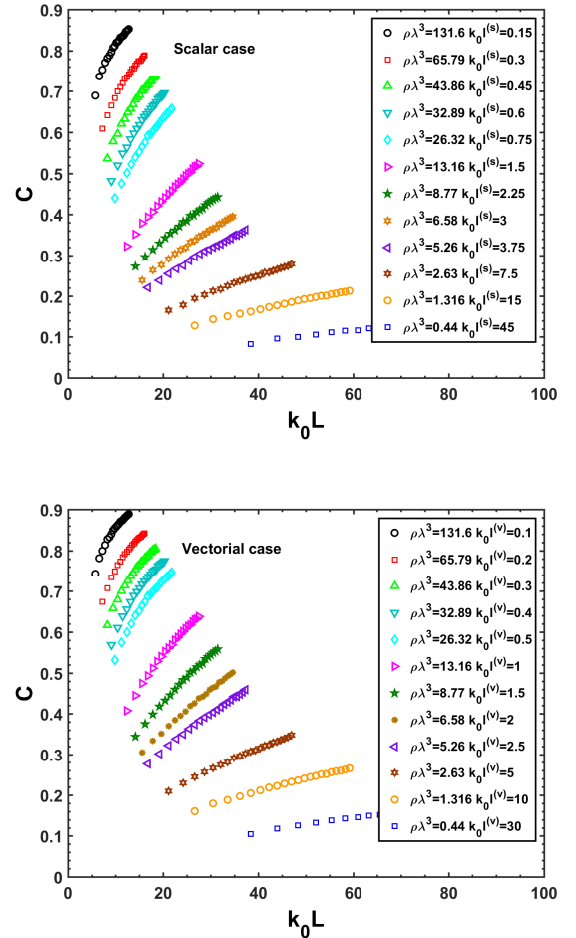 0.9
0.8
0.7
0.6
0.5
0.4
0.3
0.2
0.1
0
C
Scalar case
ρλ³=131.6 k₀l⁽ˢ⁾=0.15
ρλ³=65.79 k₀l⁽ˢ⁾=0.3
ρλ³=43.86 k₀l⁽ˢ⁾=0.45
ρλ³=32.89 k₀l⁽ˢ⁾=0.6
ρλ³=26.32 k₀l⁽ˢ⁾=0.75
ρλ³=13.16 k₀l⁽ˢ⁾=1.5
ρλ³=8.77 k₀l⁽ˢ⁾=2.25
ρλ³=6.58 k₀l⁽ˢ⁾=3
ρλ³=5.26 k₀l⁽ˢ⁾=3.75
ρλ³=2.63 k₀l⁽ˢ⁾=7.5
ρλ³=1.316 k₀l⁽ˢ⁾=15
ρλ³=0.44 k₀l⁽ˢ⁾=45
0 20 40 60 80 100
k₀L
0.9
0.8
0.7
0.6
0.5
0.4
0.3
0.2
0.1
0
C
Vectorial case
ρλ³=131.6 k₀l⁽ᵛ⁾=0.1
ρλ³=65.79 k₀l⁽ᵛ⁾=0.2
ρλ³=43.86 k₀l⁽ᵛ⁾=0.3
ρλ³=32.89 k₀l⁽ᵛ⁾=0.4
ρλ³=26.32 k₀l⁽ᵛ⁾=0.5
ρλ³=13.16 k₀l⁽ᵛ⁾=1
ρλ³=8.77 k₀l⁽ᵛ⁾=1.5
ρλ³=6.58 k₀l⁽ᵛ⁾=2
ρλ³=5.26 k₀l⁽ᵛ⁾=2.5
ρλ³=2.63 k₀l⁽ᵛ⁾=5
ρλ³=1.316 k₀l⁽ᵛ⁾=10
ρλ³=0.44 k₀l⁽ᵛ⁾=30
0 20 40 60 80 100
k₀L